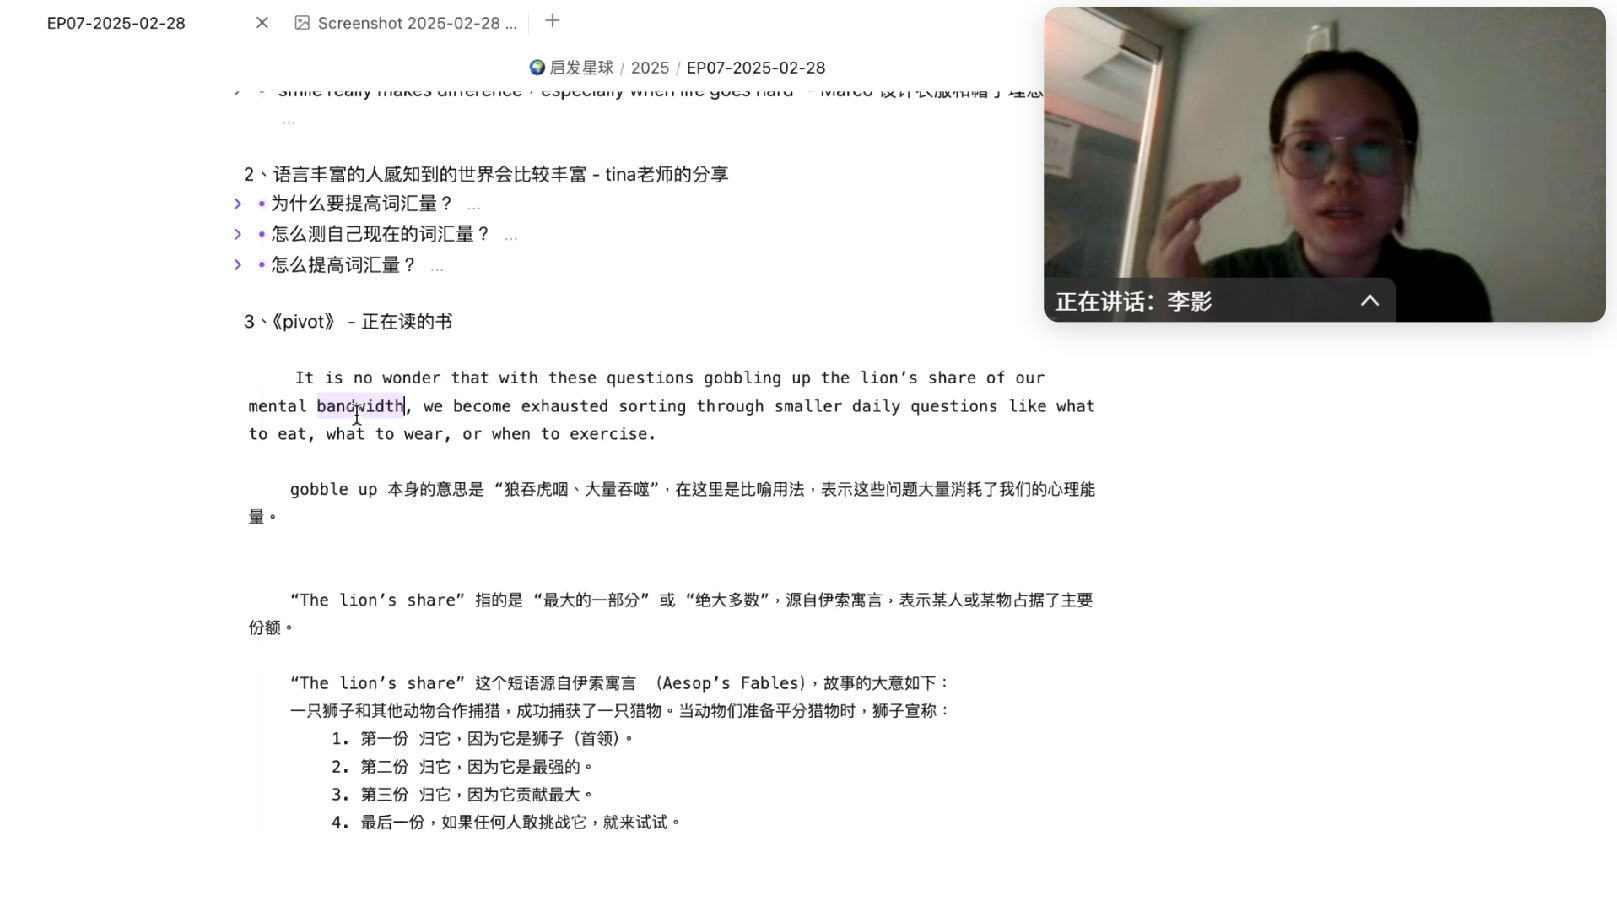 EP07-2025-02-28
Screenshot 2025-02-28 ...
启发星球 / 2025 / EP07-2025-02-28
smile really makes difference，especially when life goes hard" - Marco 设计衣服和帽子理念
...
2、语言丰富的人感知到的世界会比较丰富 - tina老师的分享
为什么要提高词汇量？ ...
怎么测自己现在的词汇量？ ...
怎么提高词汇量？ ...
正在讲话：李影
3、《pivot》 - 正在读的书
It is no wonder that with these questions gobbling up the lion’s share of our
mental bandwidth, we become exhausted sorting through smaller daily questions like what
to eat, what to wear, or when to exercise.
gobble up 本身的意思是 “狼吞虎咽、大量吞噬”，在这里是比喻用法，表示这些问题大量消耗了我们的心理能
量。
“The lion’s share” 指的是 “最大的一部分” 或 “绝大多数”，源自伊索寓言，表示某人或某物占据了主要
份额。
“The lion’s share” 这个短语源自伊索寓言 （Aesop’s Fables），故事的大意如下：
一只狮子和其他动物合作捕猎，成功捕获了一只猎物。当动物们准备平分猎物时，狮子宣称：
1. 第一份 归它，因为它是狮子（首领）。
2. 第二份 归它，因为它是最强的。
3. 第三份 归它，因为它贡献最大。
4. 最后一份，如果任何人敢挑战它，就来试试。